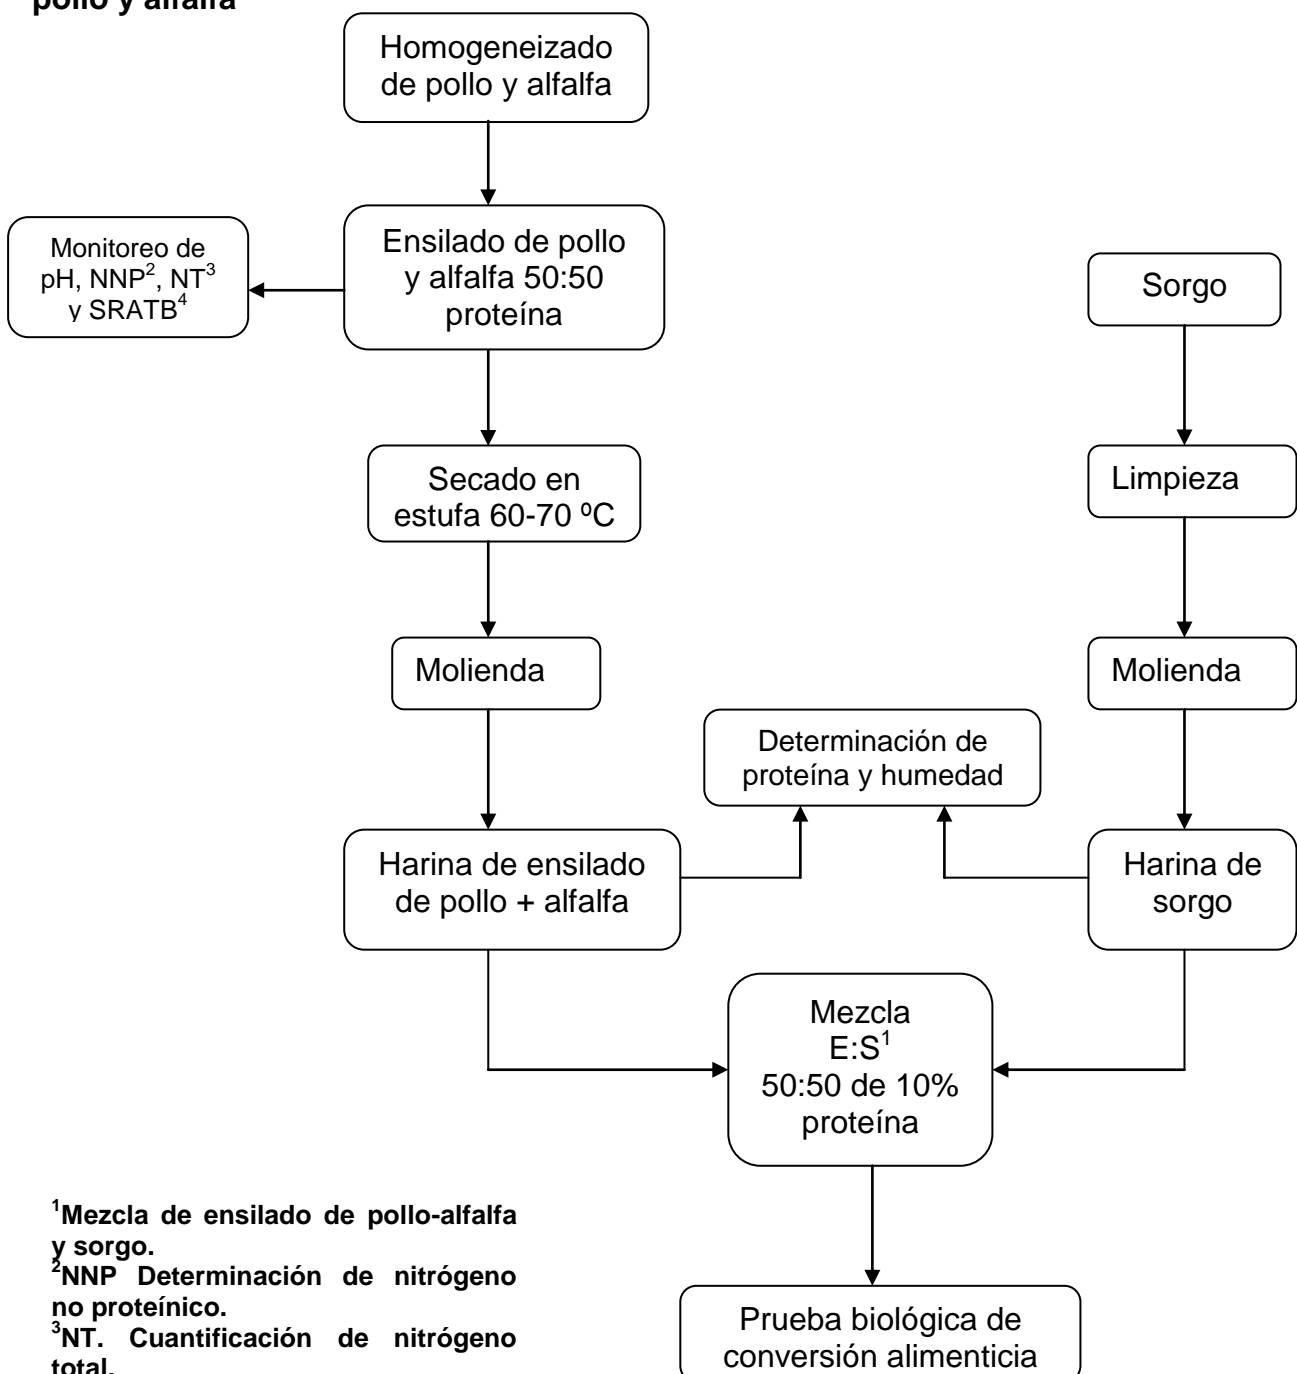 pollo y alfalfa
Homogeneizado
de pollo y alfalfa
Ensilado de pollo
y alfalfa 50:50
proteína
Monitoreo de
pH, NNP², NT³
y SRATB⁴
Sorgo
Secado en
estufa 60-70 ºC
Limpieza
Molienda
Molienda
Determinación de
proteína y humedad
Harina de ensilado
de pollo + alfalfa
Harina de
sorgo
Mezcla
E:S¹
50:50 de 10%
proteína
Prueba biológica de
conversión alimenticia
¹Mezcla de ensilado de pollo-alfalfa
y sorgo.
²NNP Determinación de nitrógeno
no proteínico.
³NT. Cuantificación de nitrógeno
total.